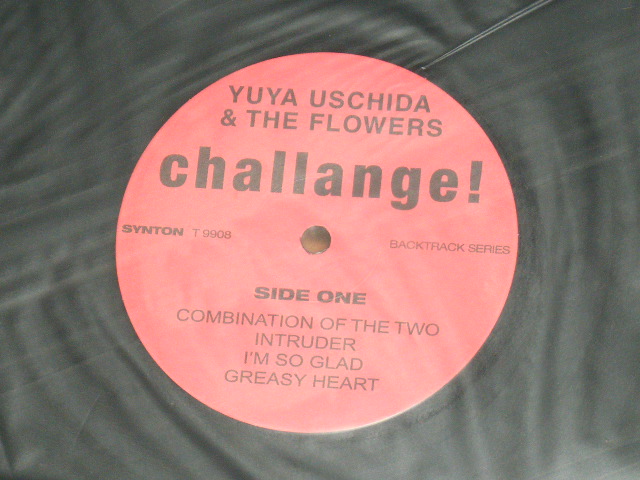 YUYA USCHIDA
& THE FLOWERS
challange!
SYNTON T 9908
BACKTRACK SERIES
SIDE ONE
COMBINATION OF THE TWO
INTRUDER
I'M SO GLAD
GREASY HEART